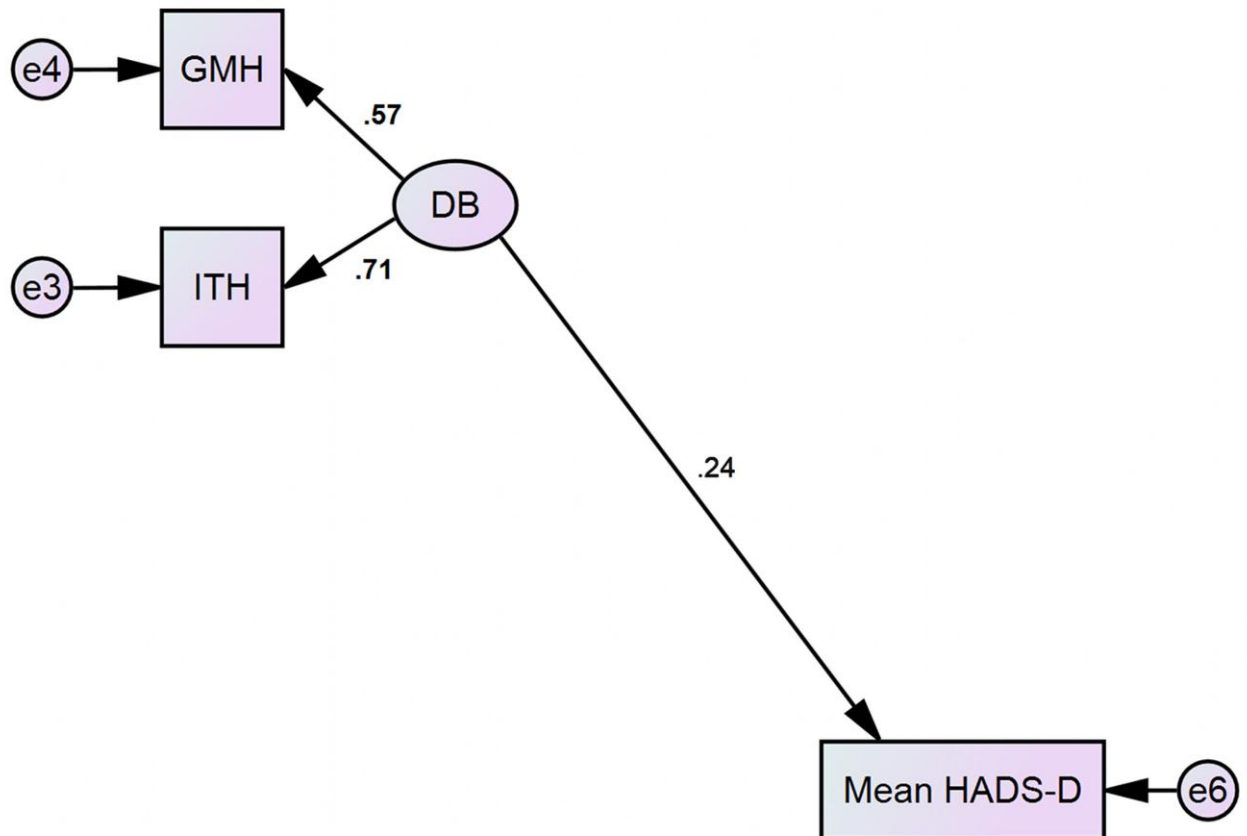 e4
GMH
.57
DB
e3
ITH
.71
.24
Mean HADS-D
e6